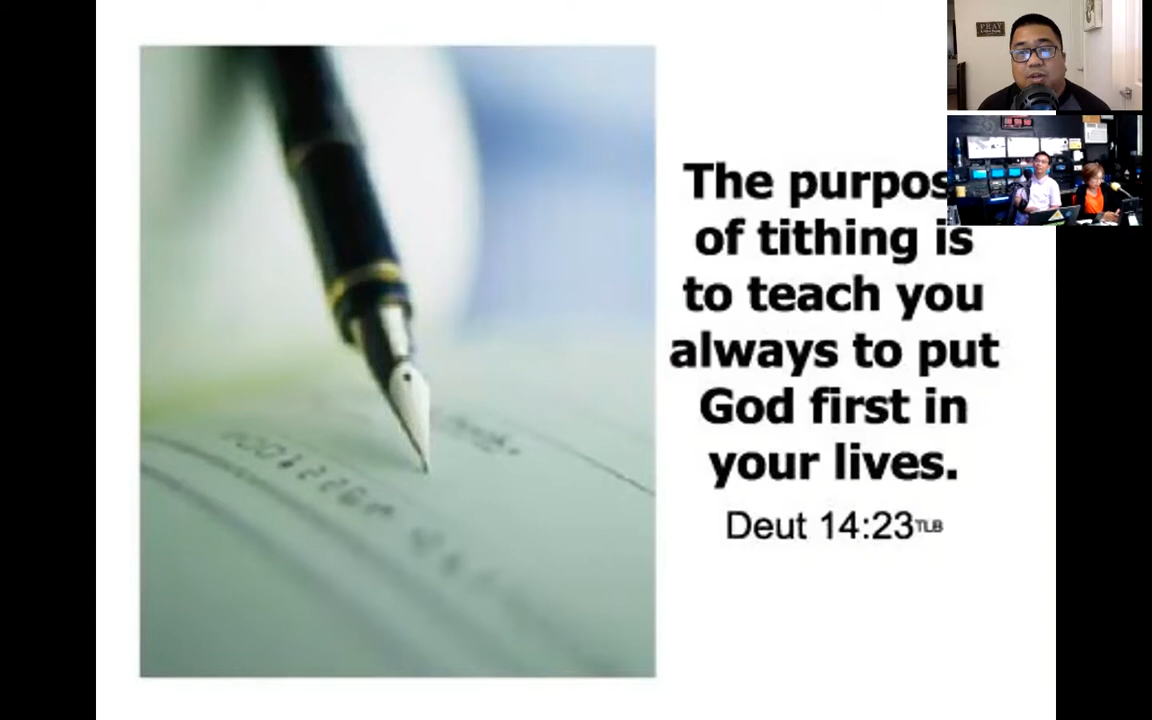 PRAY
The purpos
of tithing is
to teach you
always to put
God first in
your lives.
Deut 14:23TLB